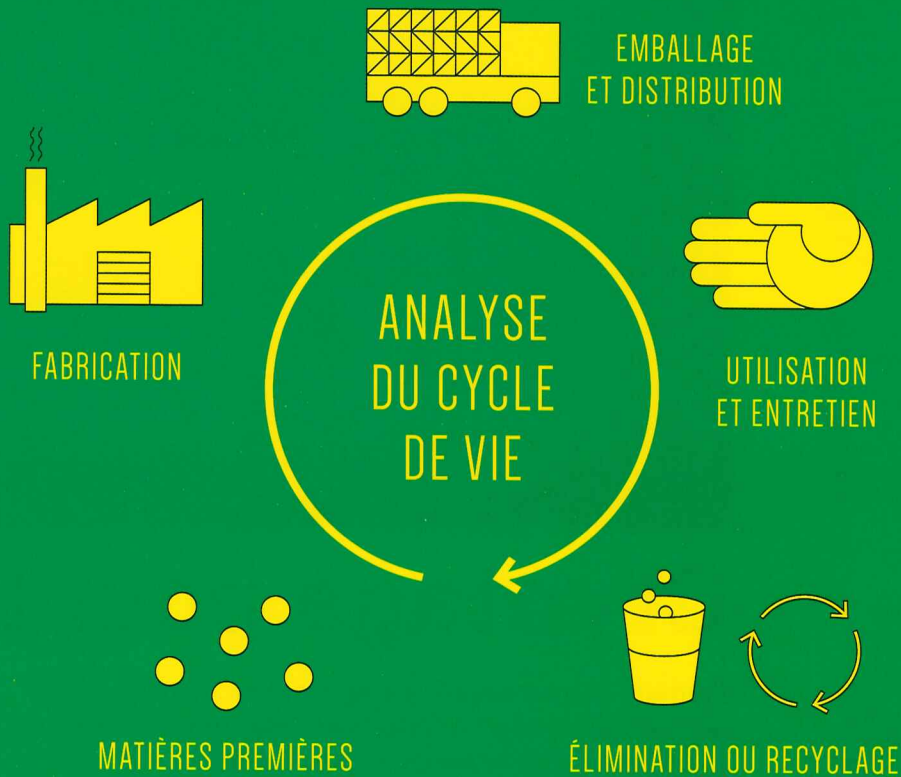 EMBALLAGE
ET DISTRIBUTION
FABRICATION
ANALYSE
DU CYCLE
DE VIE
UTILISATION
ET ENTRETIEN
MATIÈRES PREMIÈRES
ÉLIMINATION OU RECYCLAGE